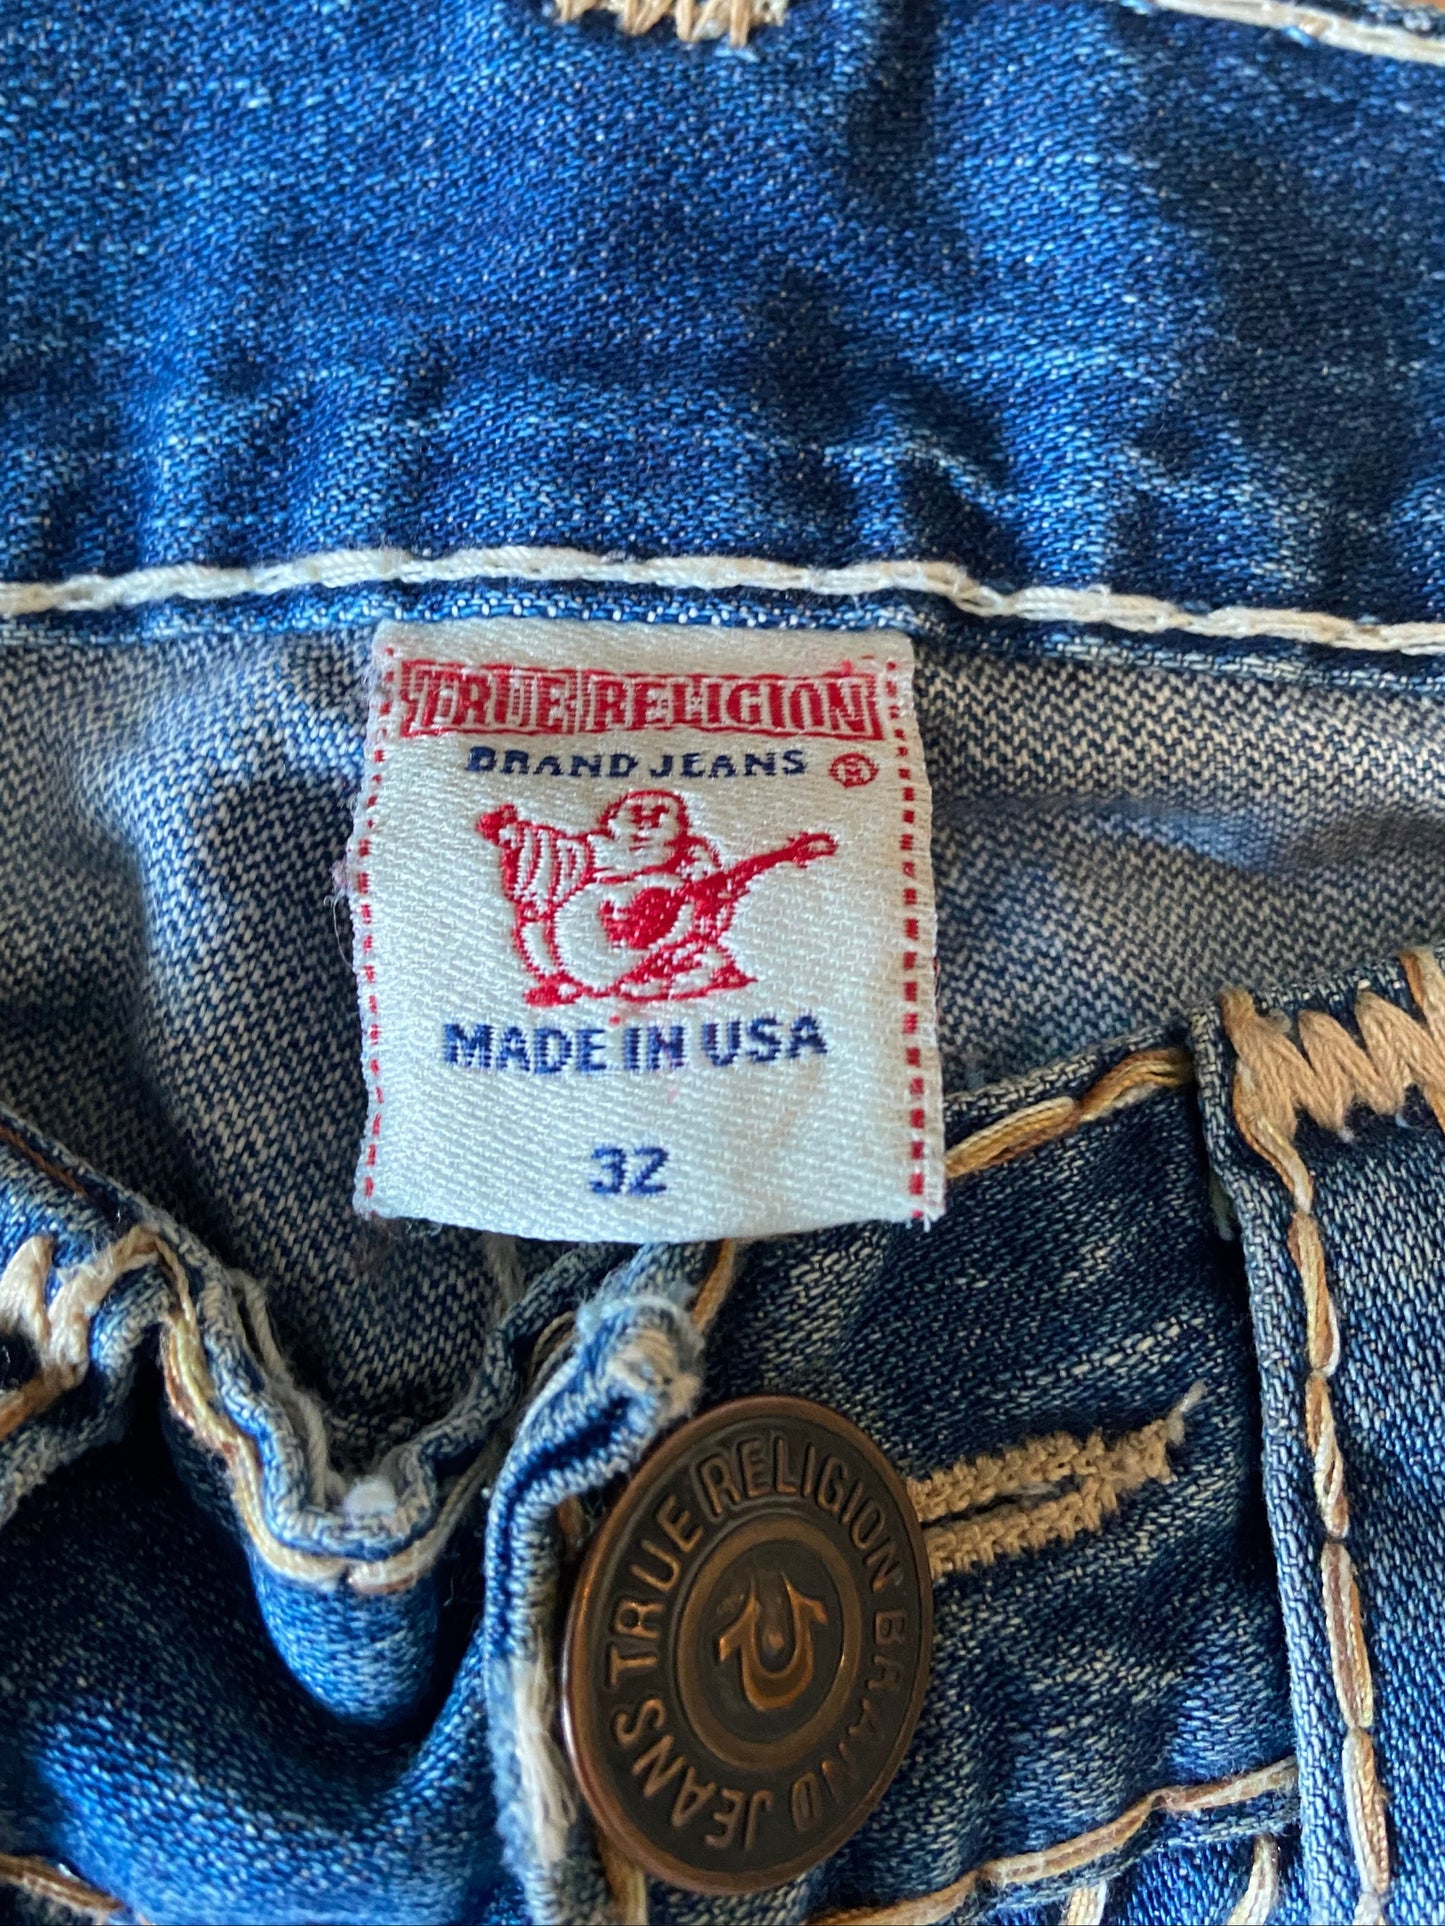 TRUE RELIGION
BRAND JEANS ®
MADE IN USA
32
TRUE RELIGION BRAND JEANS